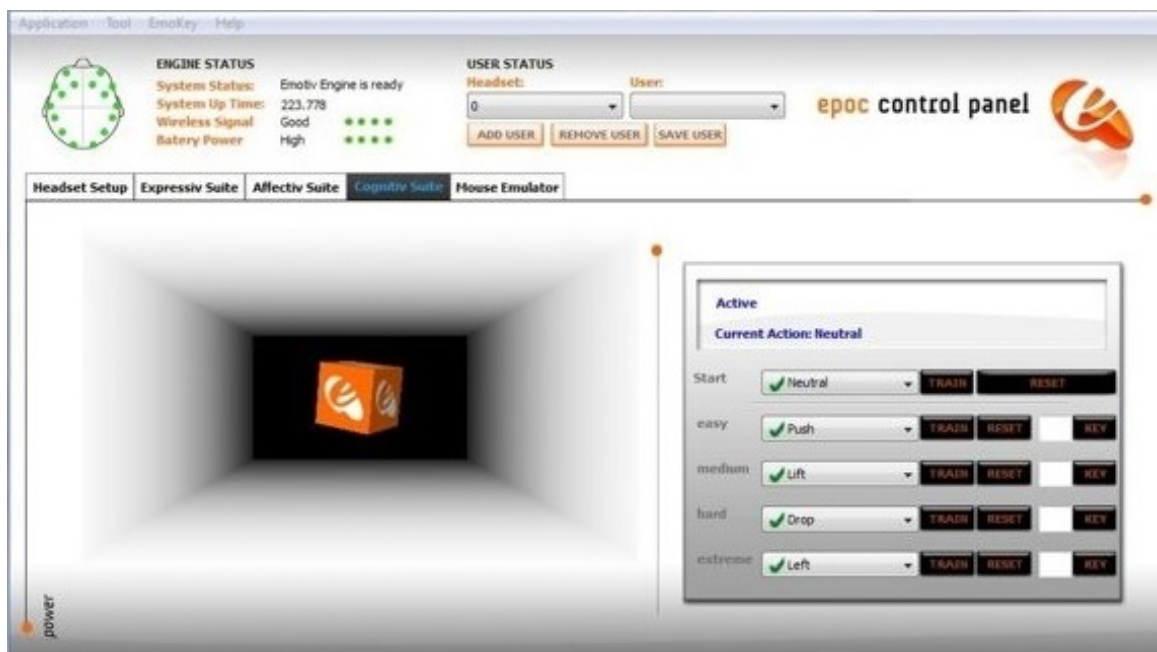 Application Tool EmoKey Help
ENGINE STATUS
System Status: Emotiv Engine is ready
System Up Time: 223.778
Wireless Signal Good
Batery Power High
USER STATUS
Headset: User:
0
ADD USER REMOVE USER SAVE USER
epoc control panel
Headset Setup Expressiv Suite Affectiv Suite Cognitiv Suite Mouse Emulator
Active
Current Action: Neutral
Start Neutral TRAIN RESET
easy Push TRAIN RESET KEY
medium Lift TRAIN RESET KEY
hard Drop TRAIN RESET KEY
extreme Left TRAIN RESET KEY
power